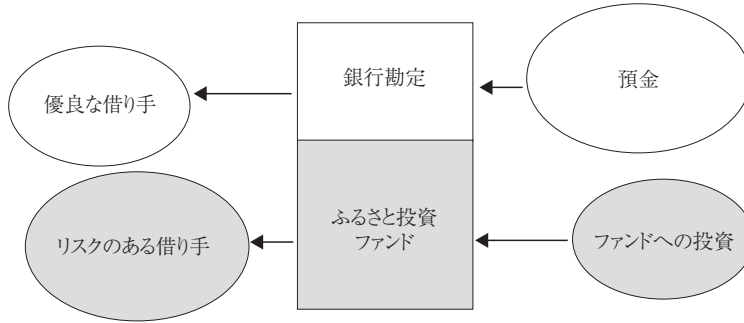 優良な借り手
銀行勘定
預金
リスクのある借り手
ふるさと投資
ファンド
ファンドへの投資